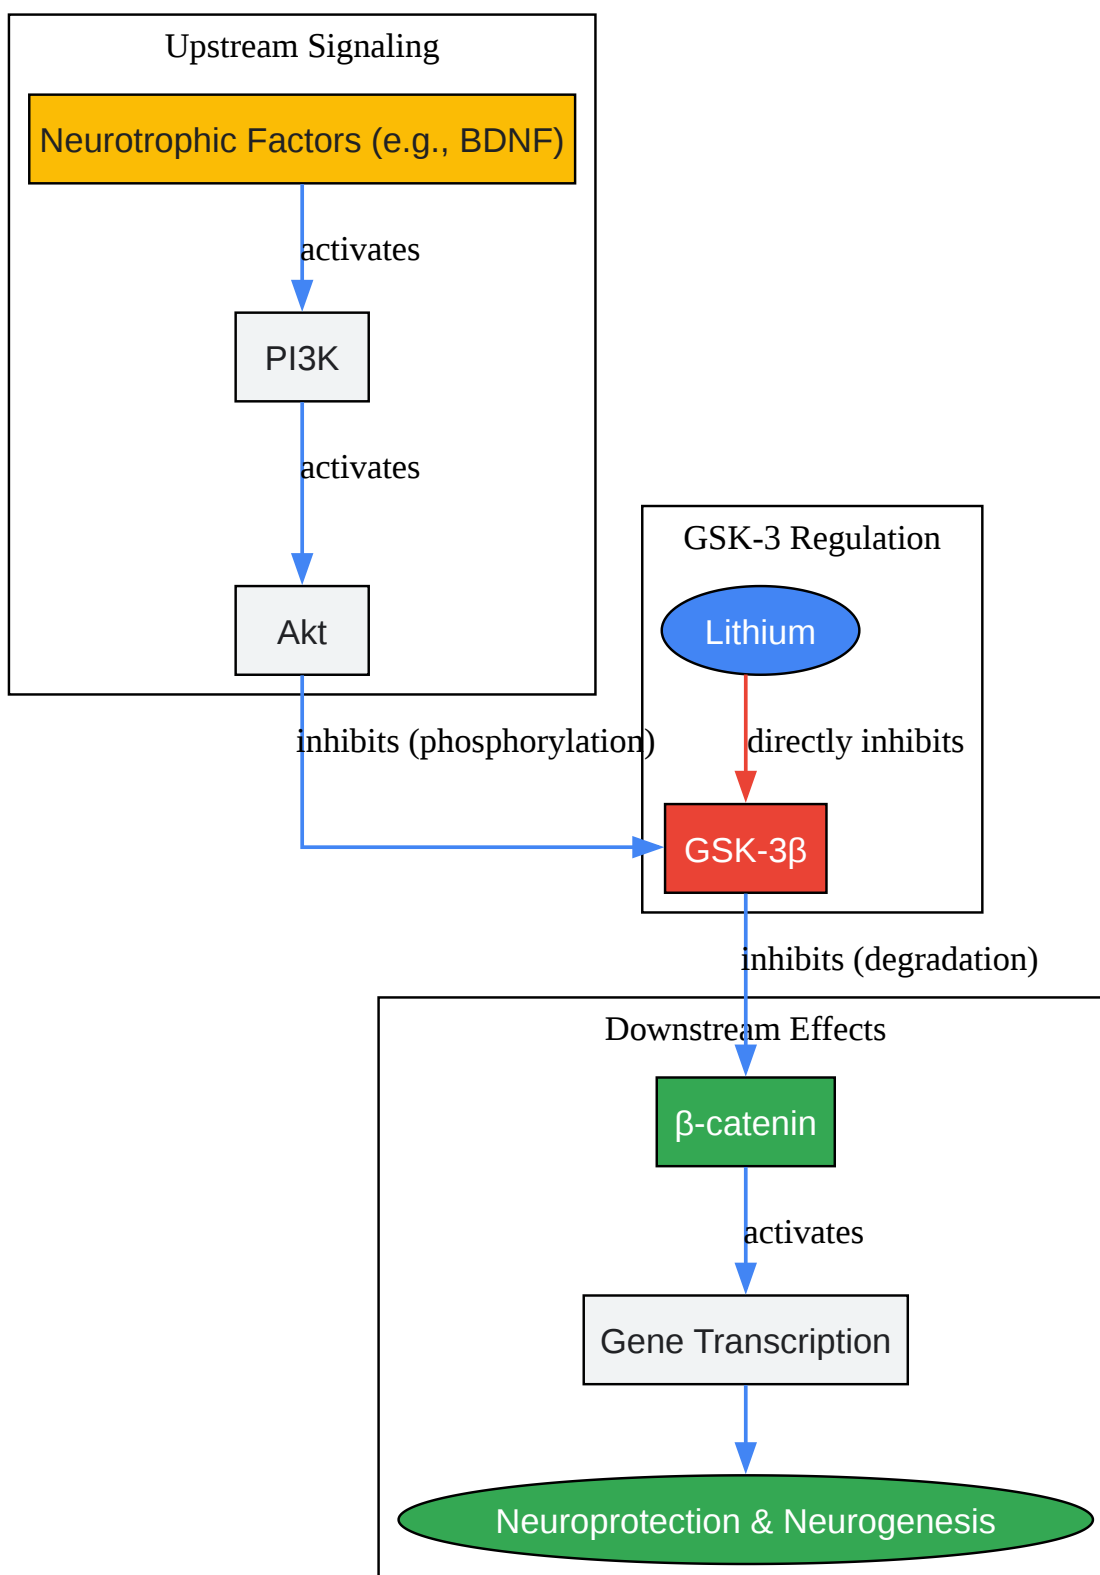 Upstream Signaling
Neurotrophic Factors (e.g., BDNF)
activates
PI3K
activates
Akt
inhibits (phosphorylation)
GSK-3 Regulation
Lithium
directly inhibits
GSK-3β
inhibits (degradation)
Downstream Effects
β-catenin
activates
Gene Transcription
Neuroprotection & Neurogenesis